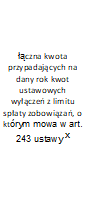 łączna kwota
przypadających na
dany rok kwot
ustawowych
wyłączeń z limitu
spłaty zobowiązań, o
którym mowa w art.
243 ustawy x